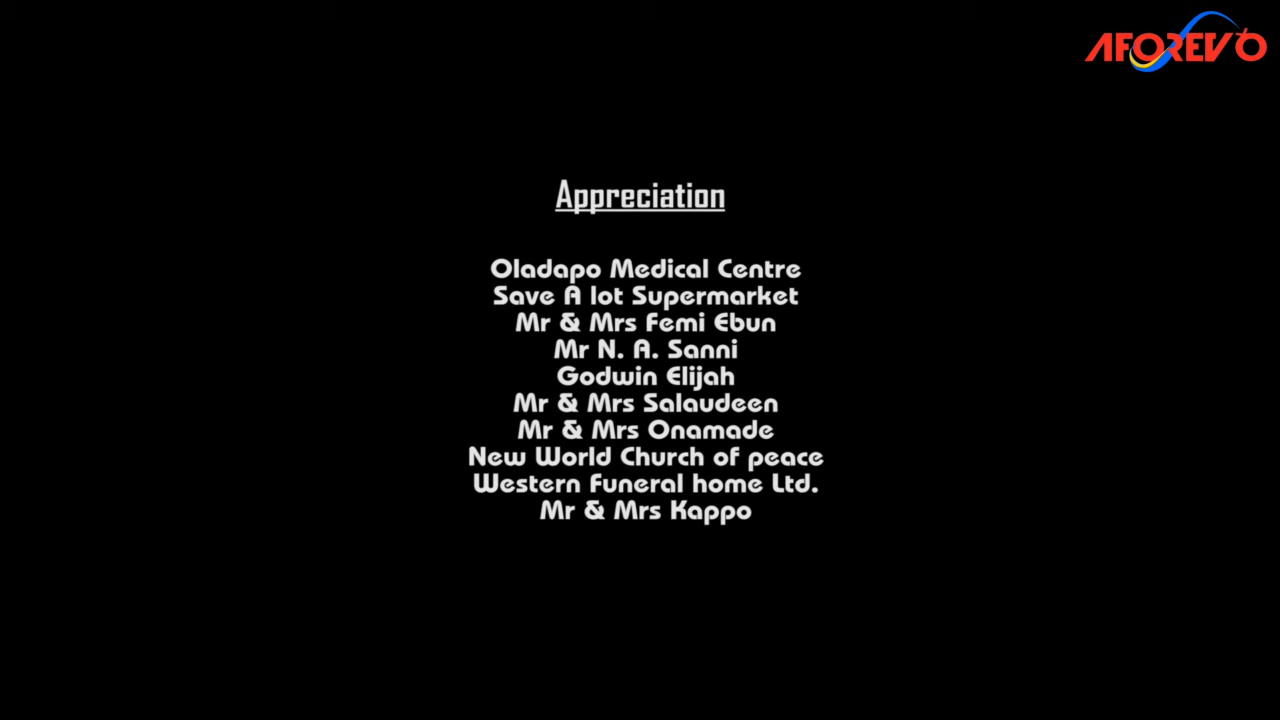 AFOREVO
Appreciation
Oladapo Medical Centre
Save A lot Supermarket
Mr & Mrs Femi Ebun
Mr N. A. Sanni
Godwin Elijah
Mr & Mrs Salaudeen
Mr & Mrs Onamade
New World Church of peace
Western Funeral home Ltd.
Mr & Mrs Kappo